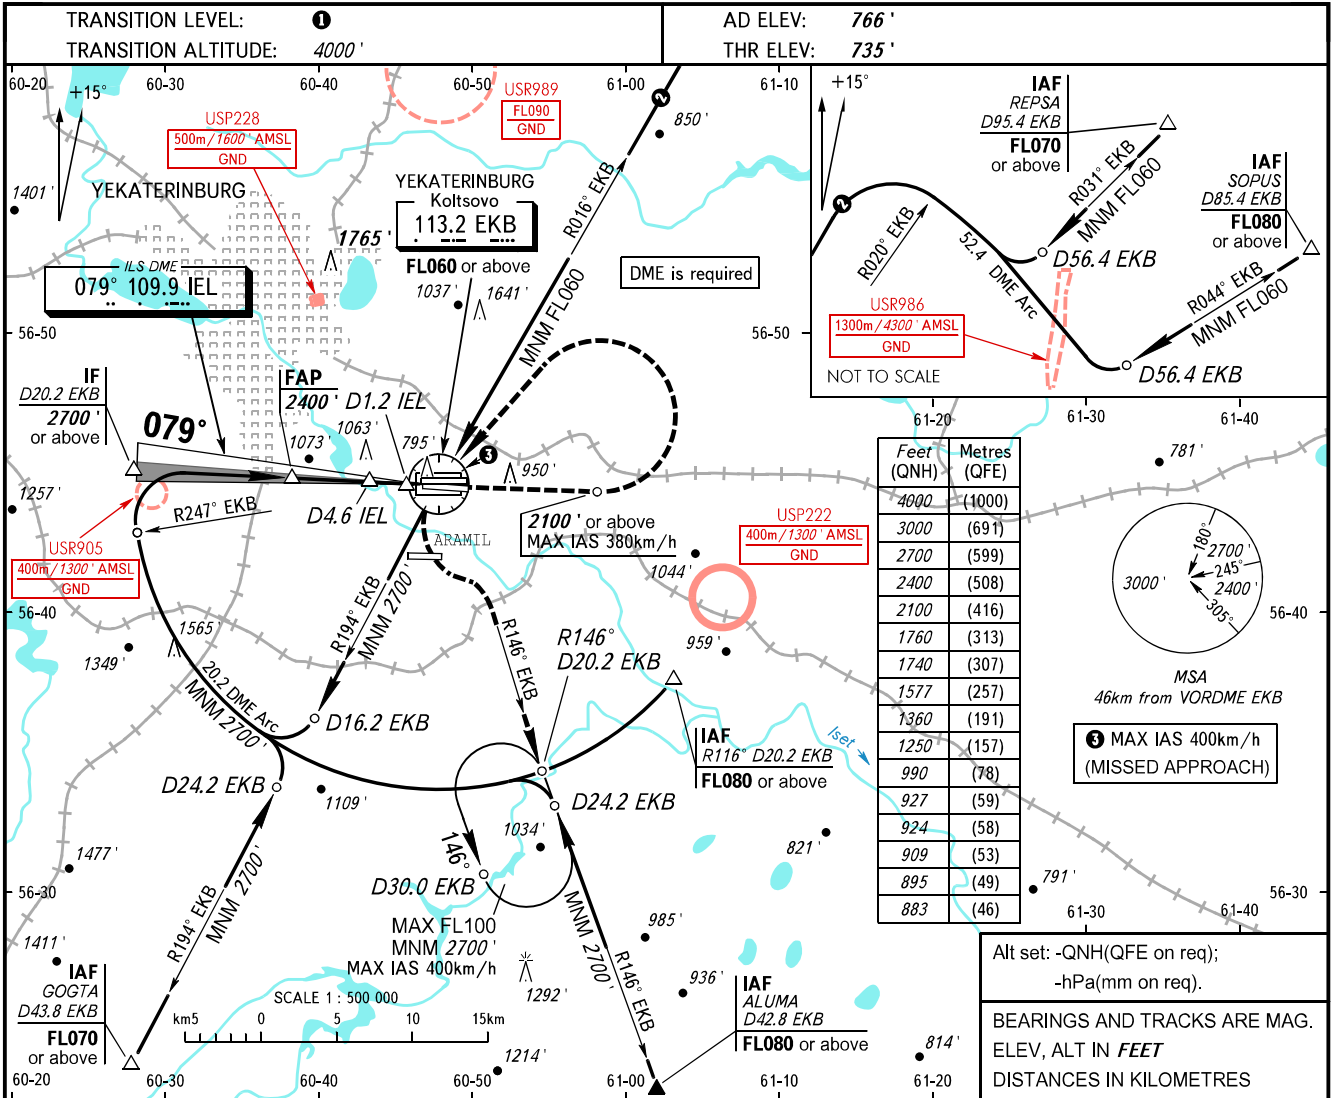 TRANSITION LEVEL: 1
TRANSITION ALTITUDE: 4000 '
AD ELEV: 766 '
THR ELEV: 735 '
60-20
60-30
60-40
60-50
61-00
61-10
+15°
USP228
500m/1600 ' AMSL
GND
USR989
FL090
GND
2
850 '
1401 '
YEKATERINBURG
YEKATERINBURG
Koltsovo
113.2 EKB
FL060 or above
1765 '
1037 '
1641 '
ILS DME
079° 109.9 IEL
R016° EKB
MNM FL060
DME is required
+15°
IAF
REPSA
D95.4 EKB
FL070
or above
IAF
SOPUS
D85.4 EKB
FL080
or above
2
R020° EKB
R031° EKB
MNM FL060
D56.4 EKB
52.4 DME Arc
R044° EKB
MNM FL060
USR986
1300m/4300 ' AMSL
GND
NOT TO SCALE
D56.4 EKB
56-50
56-50
61-20
61-30
61-40
IF
D20.2 EKB
2700 '
or above
079°
FAP
2400 '
D1.2 IEL
1073 '
1063 '
795 '
3
950 '
1257 '
R247° EKB
D4.6 IEL
USR905
400m/1300 ' AMSL
GND
ARAMIL
2100 ' or above
MAX IAS 380km/h
USP222
400m/1300 ' AMSL
GND
1044 '
959 '
Feet Metres
(QNH) (QFE)
4000 (1000)
3000 (691)
2700 (599)
2400 (508)
2100 (416)
1760 (313)
1740 (307)
1577 (257)
1360 (191)
1250 (157)
990 (78)
927 (59)
924 (58)
909 (53)
895 (49)
883 (46)
781 '
180°
2700 '
245°
3000 '
2400 '
305°
MSA
46km from VORDME EKB
3 MAX IAS 400km/h
(MISSED APPROACH)
56-40
56-40
1565 '
1349 '
R194° EKB
MNM 2700 '
20.2 DME Arc
MNM 2700 '
D16.2 EKB
R146° EKB
R146°
D20.2 EKB
IAF
R116° D20.2 EKB
FL080 or above
Iset
D24.2 EKB
1109 '
D24.2 EKB
1034 '
821 '
146°
D30.0 EKB
1477 '
R194° EKB
MNM 2700 '
MAX FL100
MNM 2700 '
MAX IAS 400km/h
MNM 2700 '
R146° EKB
985 '
936 '
791 '
56-30
56-30
61-30
61-40
1411 '
IAF
GOGTA
D43.8 EKB
FL070
or above
1292 '
SCALE 1 : 500 000
km5 0 5 10 15km
1214 '
IAF
ALUMA
D42.8 EKB
FL080 or above
814 '
Alt set: -QNH(QFE on req);
-hPa(mm on req).
BEARINGS AND TRACKS ARE MAG.
ELEV, ALT IN FEET
DISTANCES IN KILOMETRES
60-20
60-30
60-40
60-50
61-00
61-10
61-20